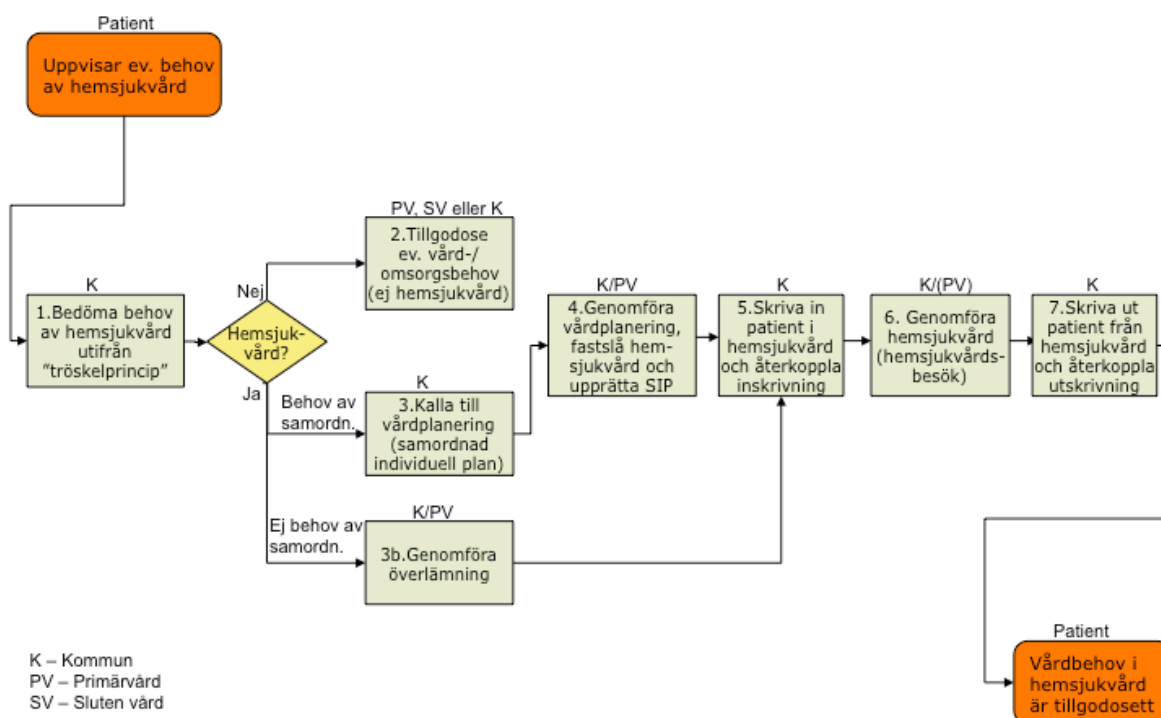 Patient
Uppvisar ev. behov
av hemsjukvård
K
1.Bedöma behov
av hemsjukvård
utifrån
“tröskelprincip”
Hemsjuk-
vård?
Nej
Ja
PV, SV eller K
2.Tillgodose
ev. vård-/
omsorgsbehov
(ej hemsjukvård)
Behov av
samordn.
K
3.Kalla till
vårdplanering
(samordnad
individuell plan)
Ej behov av
samordn.
K/PV
3b.Genomföra
överlämning
K/PV
4.Genomföra
vårdplanering,
fastslå hem-
sjukvård och
upprätta SIP
K
5.Skriva in
patient i
hemsjukvård
och återkoppla
inskrivning
K/(PV)
6. Genomföra
hemsjukvård
(hemsjukvårds-
besök)
K
7.Skriva ut
patient från
hemsjukvård
och återkoppla
utskrivning
Patient
Vårdbehov i
hemsjukvård
är tillgodosett
K – Kommun
PV – Primärvård
SV – Sluten vård